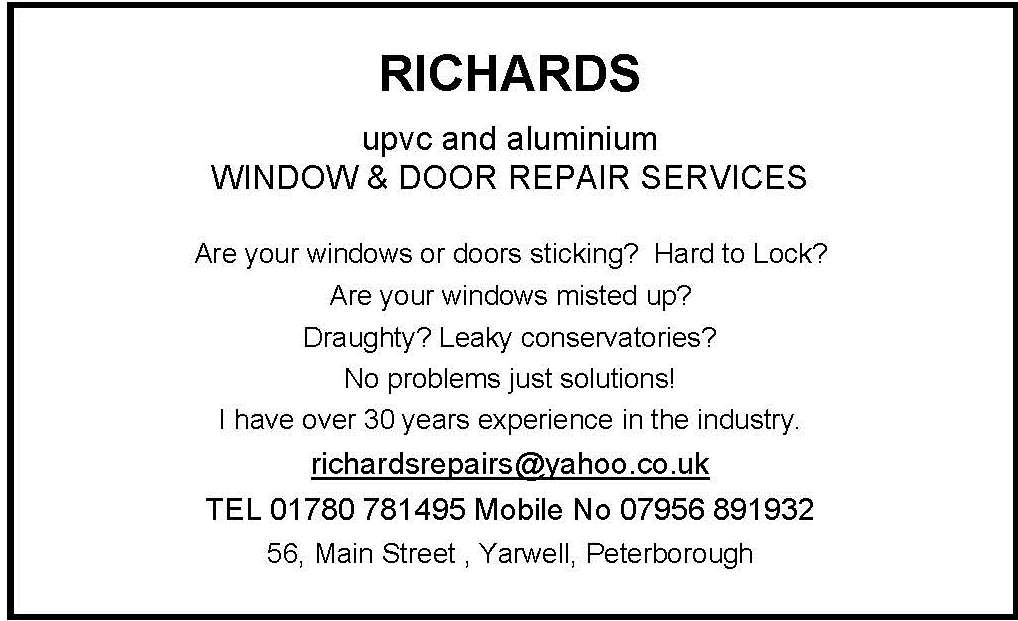 RICHARDS
upvc and aluminium
WINDOW & DOOR REPAIR SERVICES
Are your windows or doors sticking?  Hard to Lock?
Are your windows misted up?
Draughty? Leaky conservatories?
No problems just solutions!
I have over 30 years experience in the industry.
richardsrepairs@yahoo.co.uk
TEL 01780 781495 Mobile No 07956 891932
56, Main Street , Yarwell, Peterborough